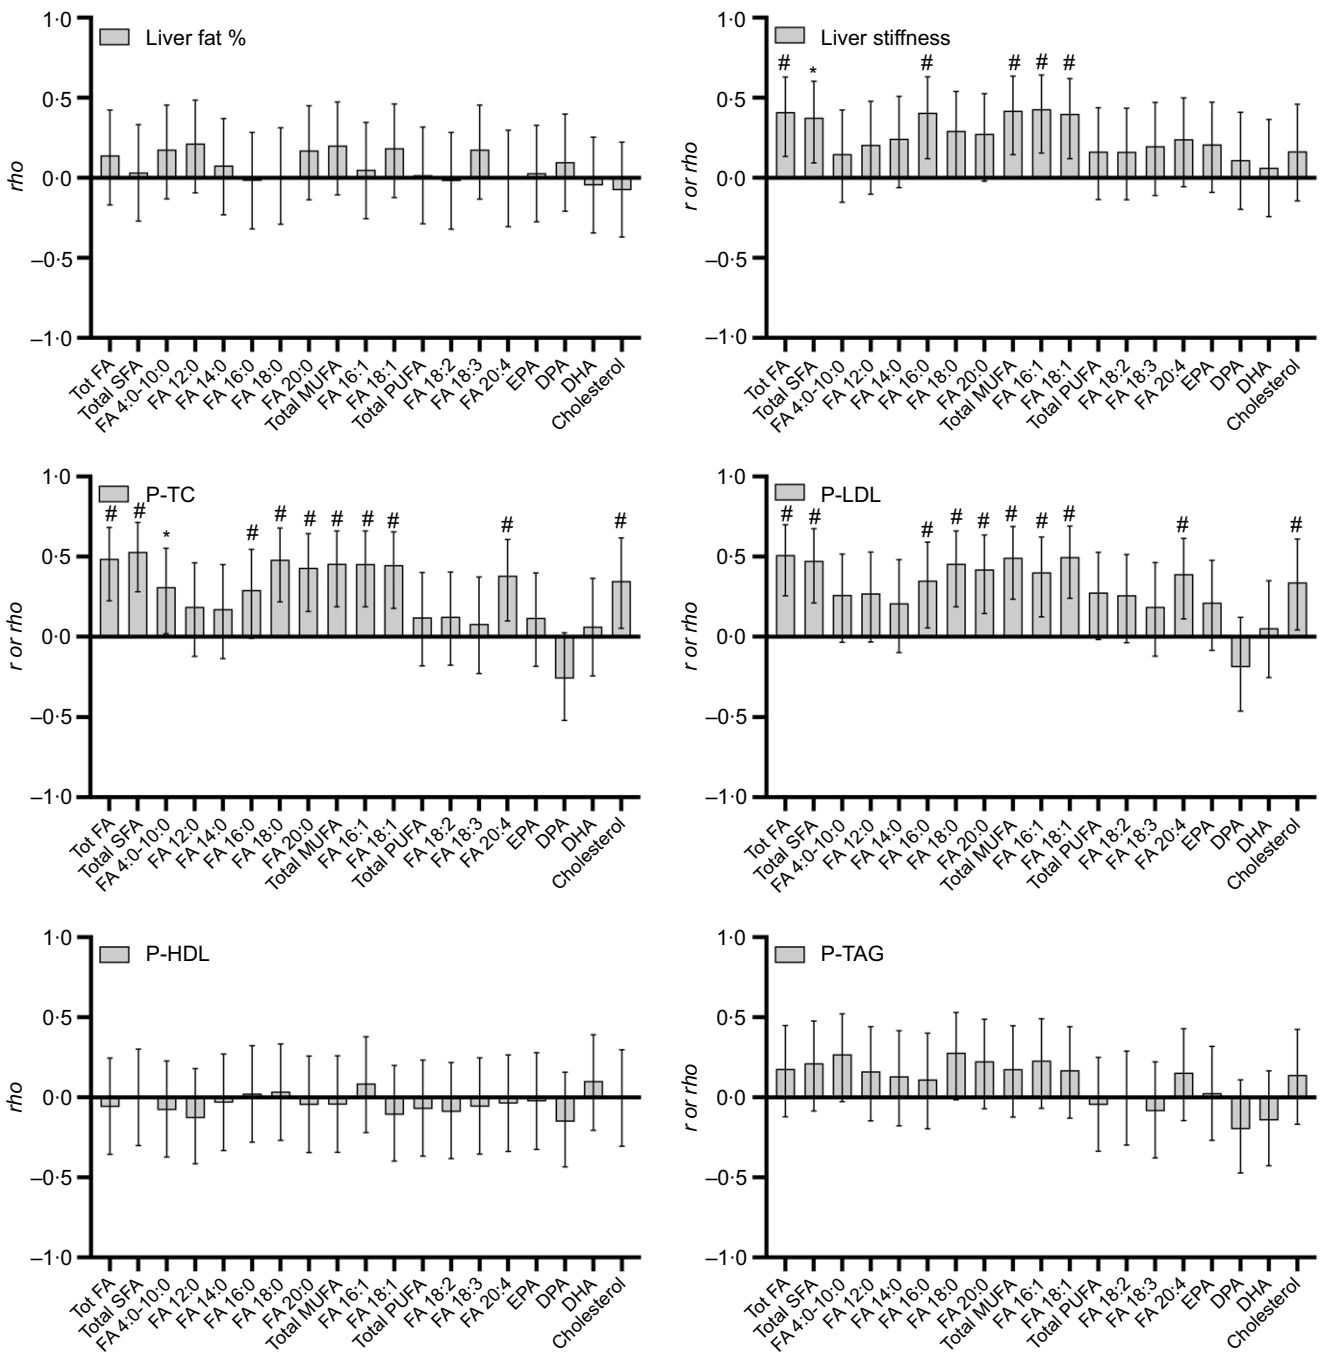 1·0
0·5
0·0
–0·5
–1·0
rho
Liver fat %
Tot FA
Total SFA
FA 4:0-10:0
FA 12:0
FA 14:0
FA 16:0
FA 18:0
FA 20:0
Total MUFA
FA 16:1
FA 18:1
Total PUFA
FA 18:2
FA 18:3
FA 20:4
EPA
DPA
DHA
Cholesterol
1·0
0·5
0·0
–0·5
–1·0
r or rho
Liver stiffness
# * # # # #
Tot FA
Total SFA
FA 4:0-10:0
FA 12:0
FA 14:0
FA 16:0
FA 18:0
FA 20:0
Total MUFA
FA 16:1
FA 18:1
Total PUFA
FA 18:2
FA 18:3
FA 20:4
EPA
DPA
DHA
Cholesterol
1·0
0·5
0·0
–0·5
–1·0
r or rho
P-TC
# # * # # # # # # # #
Tot FA
Total SFA
FA 4:0-10:0
FA 12:0
FA 14:0
FA 16:0
FA 18:0
FA 20:0
Total MUFA
FA 16:1
FA 18:1
Total PUFA
FA 18:2
FA 18:3
FA 20:4
EPA
DPA
DHA
Cholesterol
1·0
0·5
0·0
–0·5
–1·0
r or rho
P-LDL
# # # # # # # # # #
Tot FA
Total SFA
FA 4:0-10:0
FA 12:0
FA 14:0
FA 16:0
FA 18:0
FA 20:0
Total MUFA
FA 16:1
FA 18:1
Total PUFA
FA 18:2
FA 18:3
FA 20:4
EPA
DPA
DHA
Cholesterol
1·0
0·5
0·0
–0·5
–1·0
rho
P-HDL
Tot FA
Total SFA
FA 4:0-10:0
FA 12:0
FA 14:0
FA 16:0
FA 18:0
FA 20:0
Total MUFA
FA 16:1
FA 18:1
Total PUFA
FA 18:2
FA 18:3
FA 20:4
EPA
DPA
DHA
Cholesterol
1·0
0·5
0·0
–0·5
–1·0
r or rho
P-TAG
Tot FA
Total SFA
FA 4:0-10:0
FA 12:0
FA 14:0
FA 16:0
FA 18:0
FA 20:0
Total MUFA
FA 16:1
FA 18:1
Total PUFA
FA 18:2
FA 18:3
FA 20:4
EPA
DPA
DHA
Cholesterol